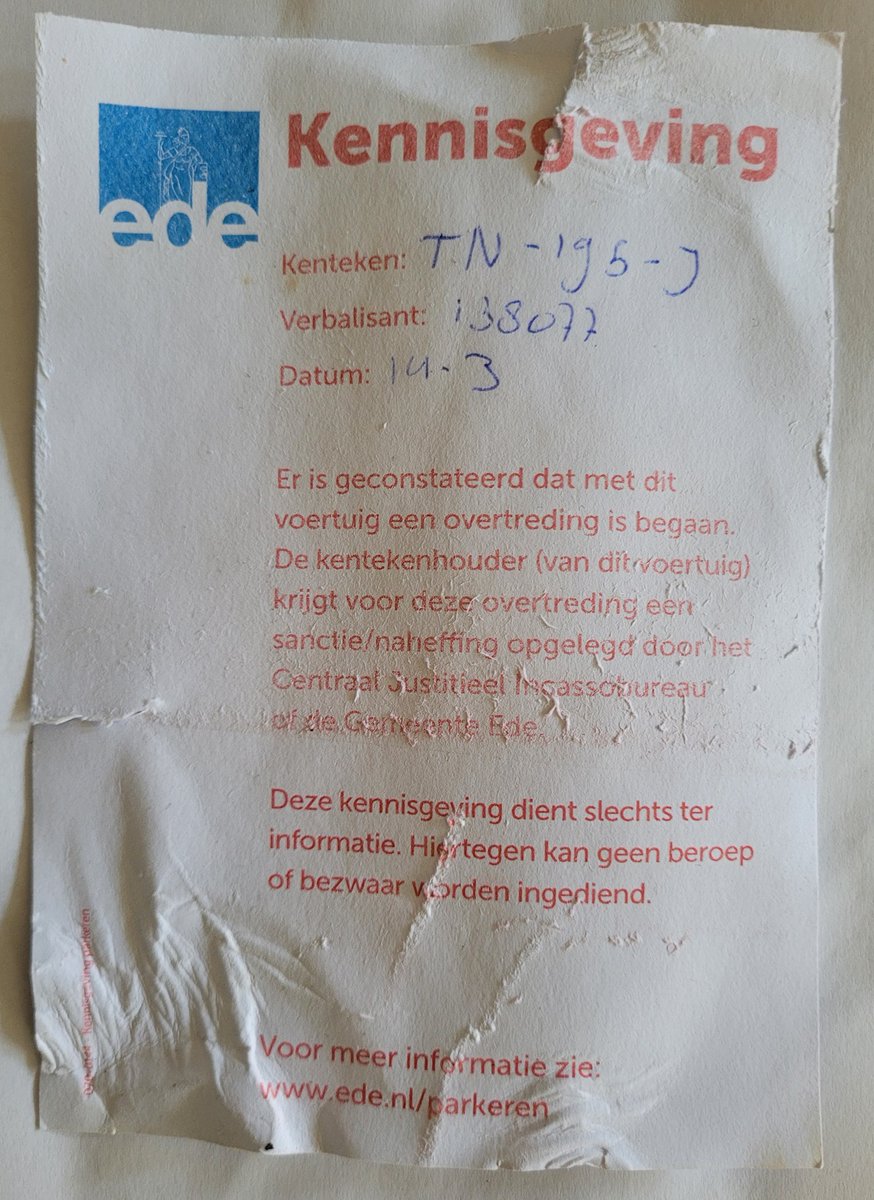 ede
Kennisgeving
Kenteken: TN-195-J
Verbalisant: 138077
Datum: 14-3
Er is geconstateerd dat met dit
voertuig een overtreding is begaan.
De kentekenhouder (van dit voertuig)
krijgt voor deze overtreding een
sanctie/naheffing opgelegd door het
Centraal Justitieel Incassobureau
of de Gemeente Ede.
Deze kennisgeving dient slechts ter
informatie. Hiertegen kan geen beroep
of bezwaar worden ingediend.
Voor meer informatie zie:
www.ede.nl/parkeren
Kennisgeving parkeren